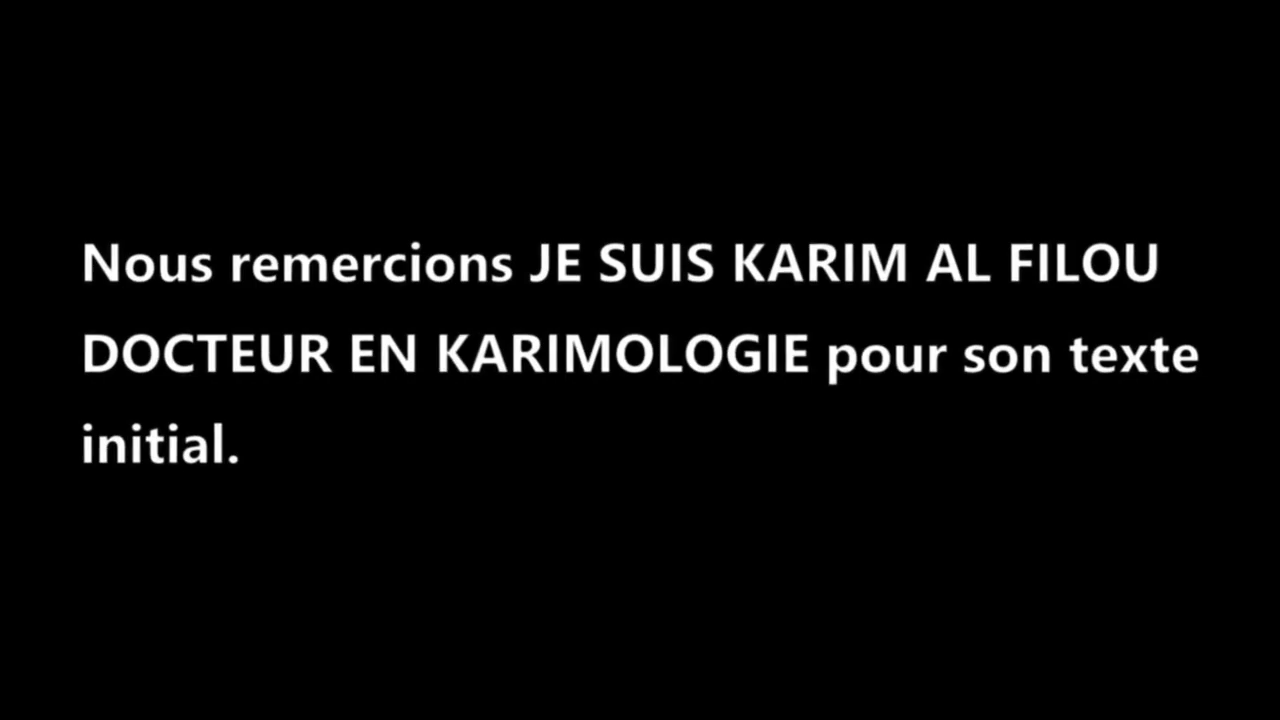 Nous remercions JE SUIS KARIM AL FILOU
DOCTEUR EN KARIMOLOGIE pour son texte
initial.